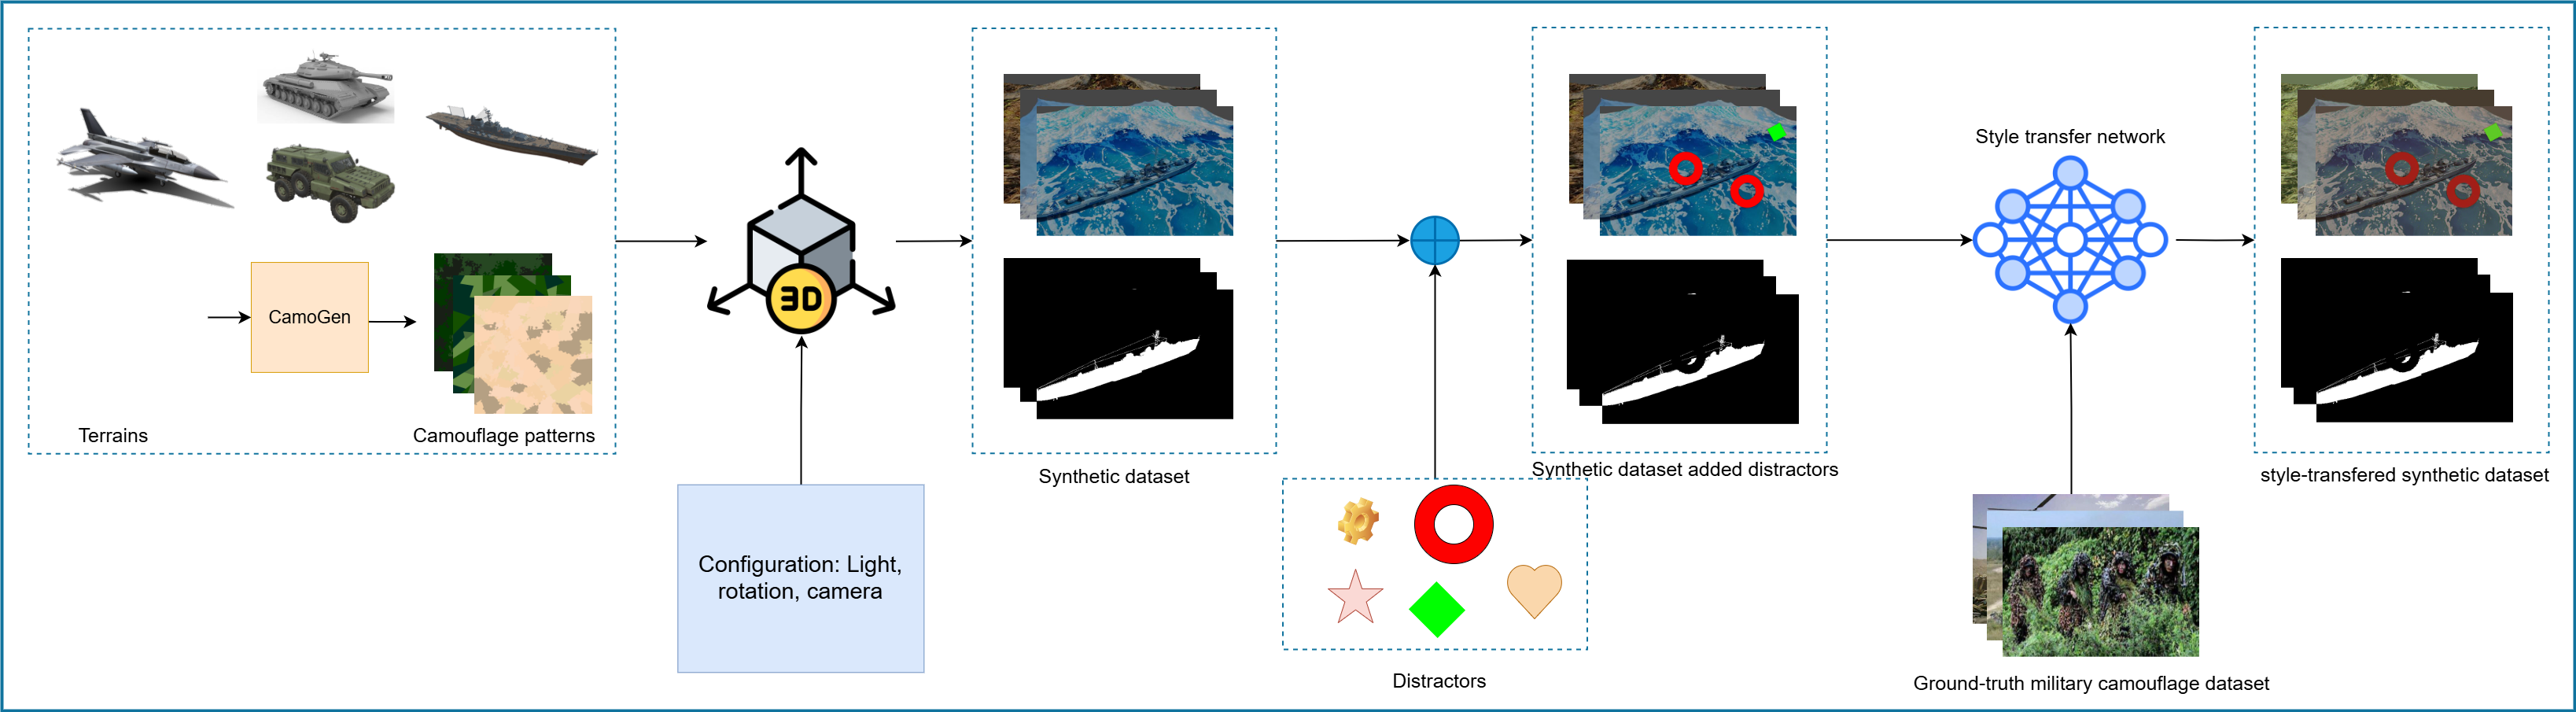 CamoGen
Terrains
Camouflage patterns
3D
Configuration: Light,
rotation, camera
Synthetic dataset
Distractors
Synthetic dataset added distractors
Style transfer network
Ground-truth military camouflage dataset
style-transfered synthetic dataset